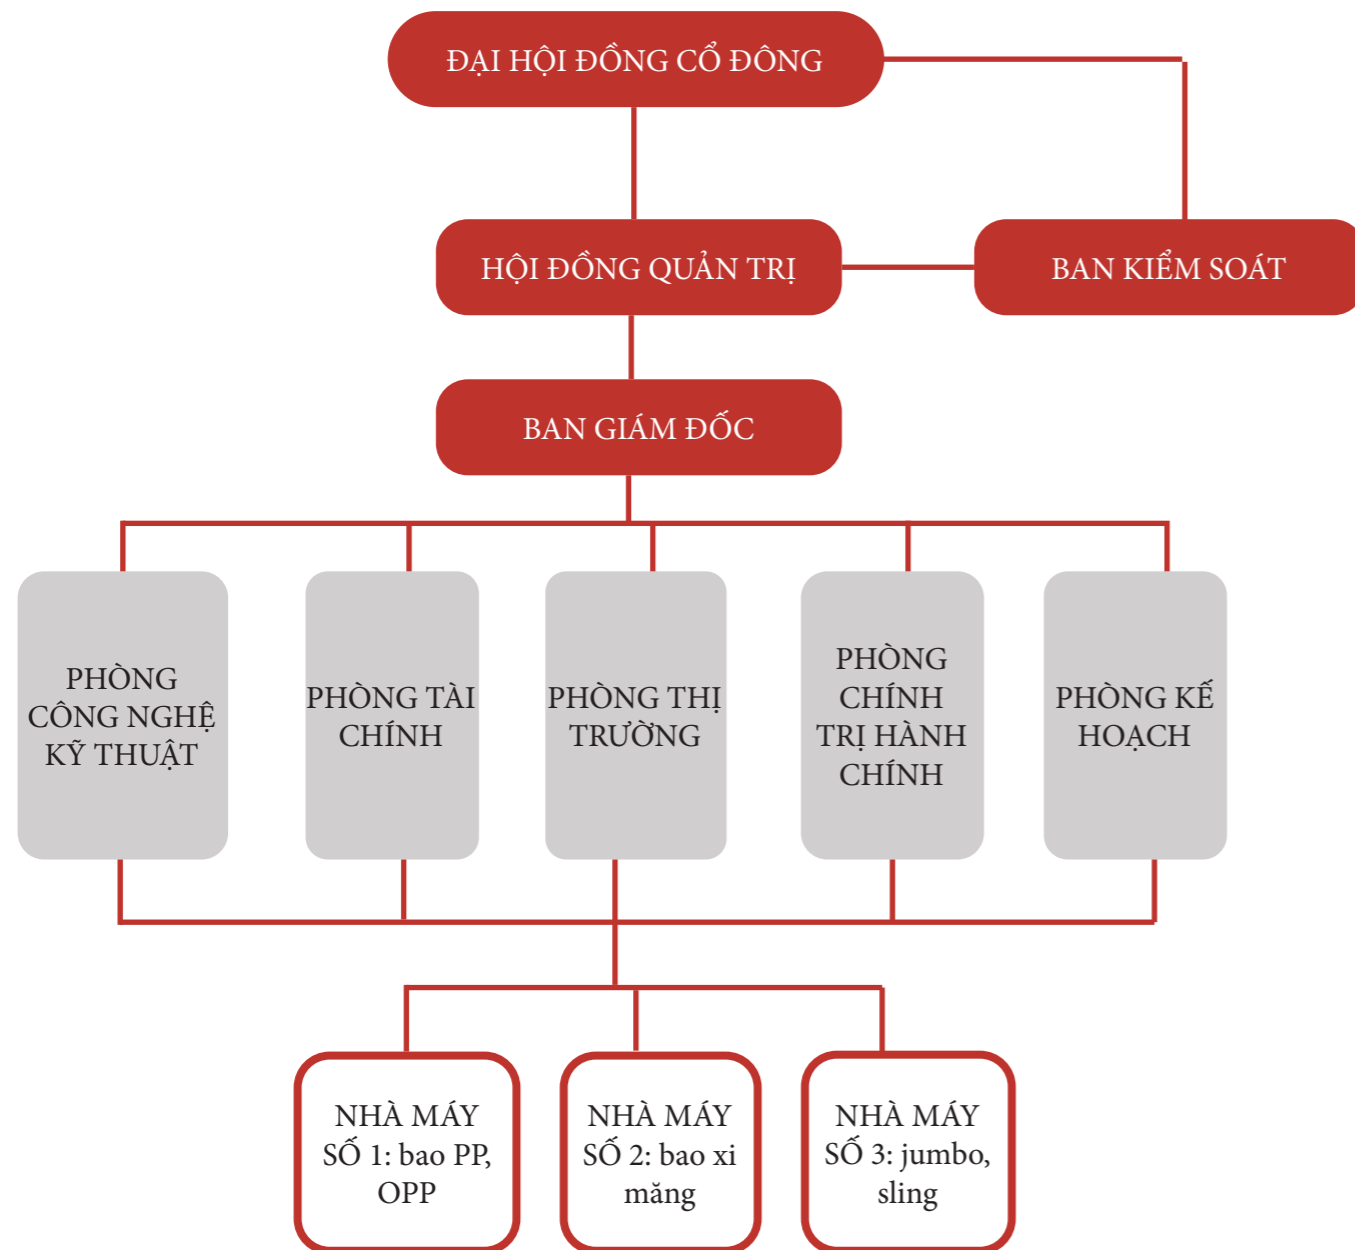 ĐẠI HỘI ĐỒNG CỔ ĐÔNG
HỘI ĐỒNG QUẢN TRỊ
BAN KIỂM SOÁT
BAN GIÁM ĐỐC
PHÒNG
CÔNG NGHỆ
KỸ THUẬT
PHÒNG TÀI
CHÍNH
PHÒNG THỊ
TRƯỜNG
PHÒNG
CHÍNH
TRỊ HÀNH
CHÍNH
PHÒNG KẾ
HOẠCH
NHÀ MÁY
SỐ 1: bao PP,
OPP
NHÀ MÁY
SỐ 2: bao xi
măng
NHÀ MÁY
SỐ 3: jumbo,
sling